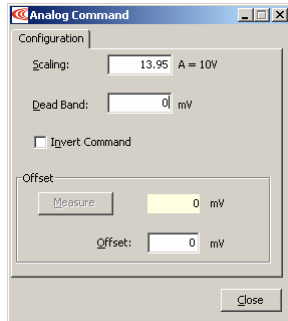 Analog Command
Configuration
Scaling: 13.95 A = 10V
Dead Band: 0 mV
Invert Command
Offset
Measure 0 mV
Offset: 0 mV
Close